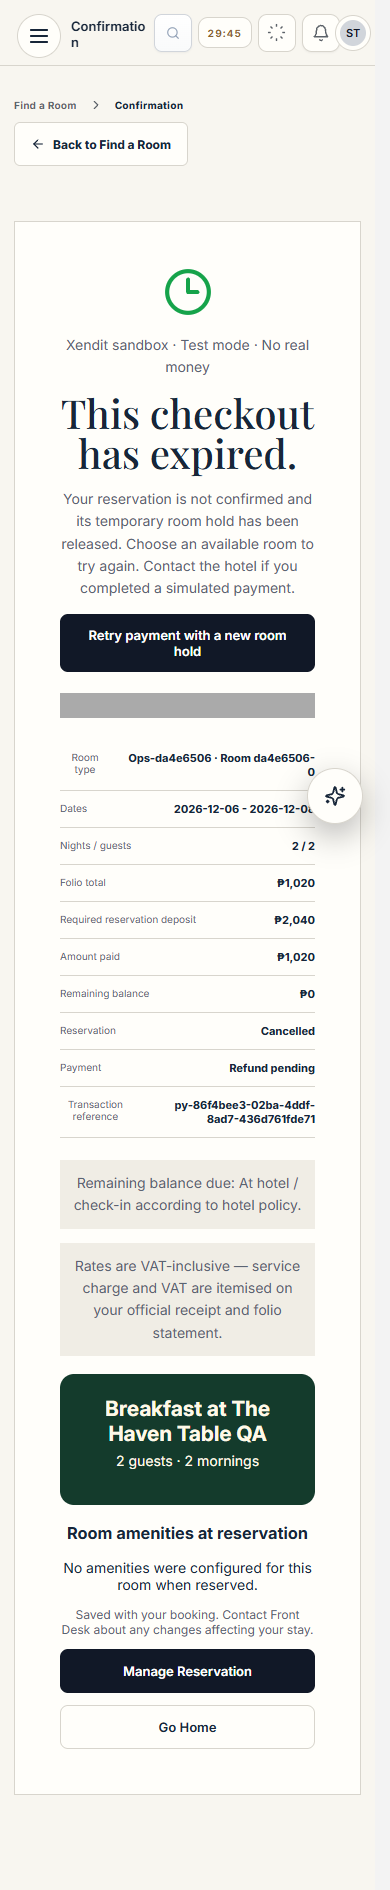 Confirmatio
n
29:45
ST
Find a Room
Confirmation
Back to Find a Room
Xendit sandbox · Test mode · No real
money
This checkout
has expired.
Your reservation is not confirmed and
its temporary room hold has been
released. Choose an available room to
try again. Contact the hotel if you
completed a simulated payment.
Retry payment with a new room
hold
Room
type
Ops-da4e6506 · Room da4e6506-
0
Dates
2026-12-06 - 2026-12-08
Nights / guests
2 / 2
Folio total
₱1,020
Required reservation deposit
₱2,040
Amount paid
₱1,020
Remaining balance
₱0
Reservation
Cancelled
Payment
Refund pending
Transaction
reference
py-86f4bee3-02ba-4ddf-
8ad7-436d761fde71
Remaining balance due: At hotel /
check-in according to hotel policy.
Rates are VAT-inclusive — service
charge and VAT are itemised on
your official receipt and folio
statement.
Breakfast at The
Haven Table QA
2 guests · 2 mornings
Room amenities at reservation
No amenities were configured for this
room when reserved.
Saved with your booking. Contact Front
Desk about any changes affecting your stay.
Manage Reservation
Go Home